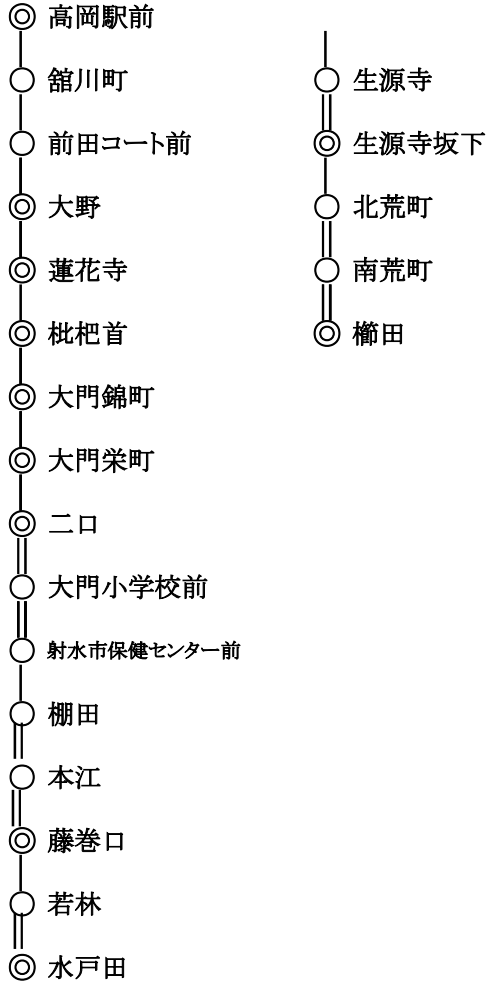 高岡駅前
舘川町
前田コート前
大野
蓮花寺
枇杷首
大門錦町
大門栄町
二口
大門小学校前
射水市保健センター前
棚田
本江
藤巻口
若林
水戸田
生源寺
生源寺坂下
北荒町
南荒町
櫛田